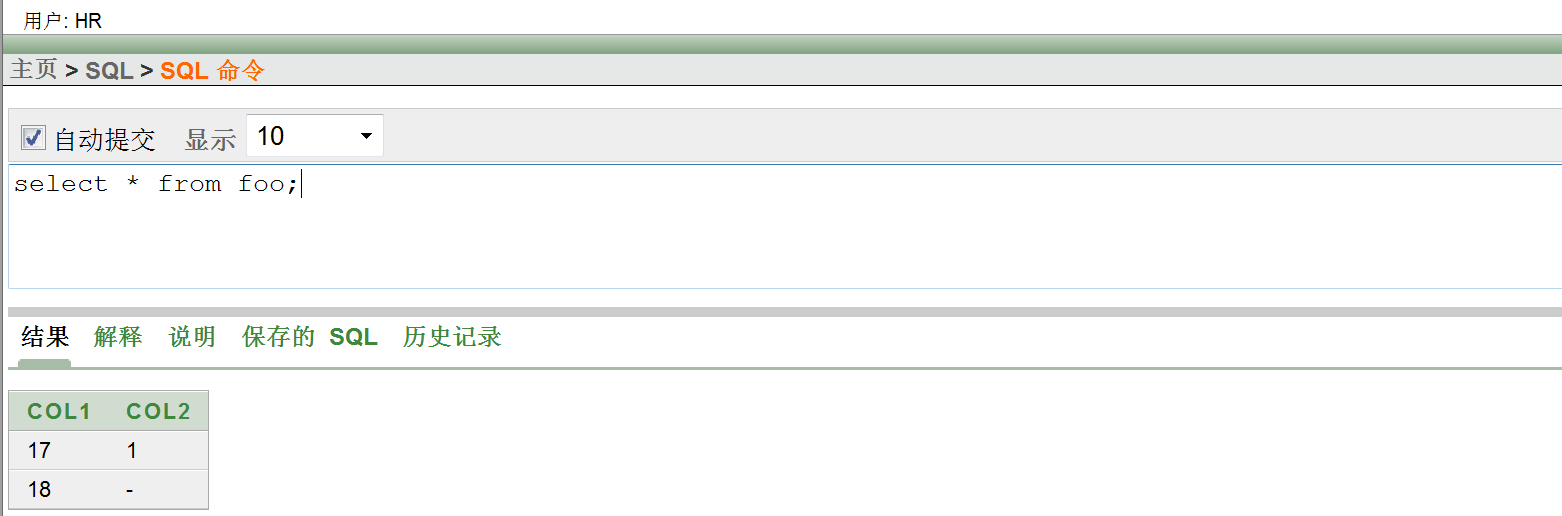 用户: HR
主页 > SQL > SQL 命令
自动提交 显示 10
select * from foo;
结果 解释 说明 保存的 SQL 历史记录
COL1 COL2
17 1
18 -